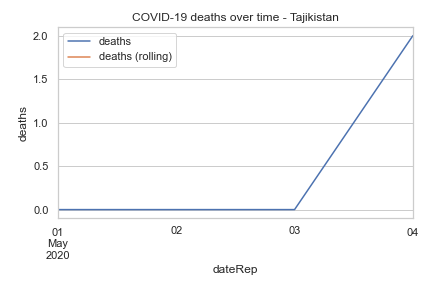 COVID-19 deaths over time - Tajikistan
deaths
deaths (rolling)
2.0
1.5
1.0
0.5
0.0
deaths
01
May
2020
02
03
04
dateRep